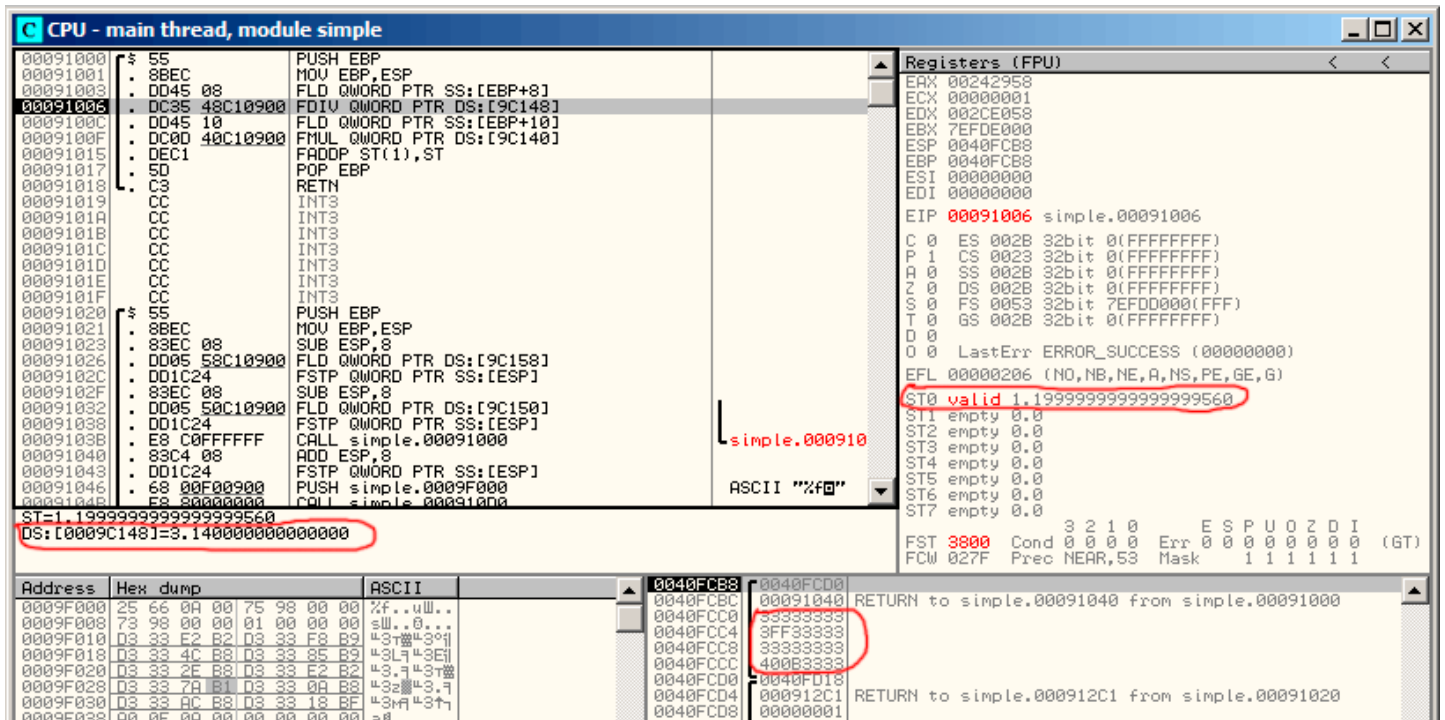 CPU - main thread, module simple
00091000 $ 55 PUSH EBP
00091001 . 8BEC MOV EBP,ESP
00091003 . DD45 08 FLD QWORD PTR SS:[EBP+8]
00091006 . DC35 48C10900 FDIV QWORD PTR DS:[9C148]
0009100C . DD45 10 FLD QWORD PTR SS:[EBP+10]
0009100F . DC0D 40C10900 FMUL QWORD PTR DS:[9C140]
00091015 . DEC1 FADDP ST(1),ST
00091017 . 5D POP EBP
00091018 . C3 RETN
00091019 CC INT3
0009101A CC INT3
0009101B CC INT3
0009101C CC INT3
0009101D CC INT3
0009101E CC INT3
0009101F CC INT3
00091020 $ 55 PUSH EBP
00091021 . 8BEC MOV EBP,ESP
00091023 . 83EC 08 SUB ESP,8
00091026 . DD05 58C10900 FLD QWORD PTR DS:[9C158]
0009102C . DD1C24 FSTP QWORD PTR SS:[ESP]
0009102F . 83EC 08 SUB ESP,8
00091032 . DD05 50C10900 FLD QWORD PTR DS:[9C150]
00091038 . DD1C24 FSTP QWORD PTR SS:[ESP]
0009103B . E8 C0FFFFFF CALL simple.00091000 simple.000910
00091040 . 83C4 08 ADD ESP,8
00091043 . DD1C24 FSTP QWORD PTR SS:[ESP]
00091046 . 68 00F00900 PUSH simple.0009F000 ASCII "%f"
ST=1.1999999999999999560
DS:[0009C148]=3.140000000000000
Registers (FPU) < <
EAX 00242958
ECX 00000001
EDX 002CE058
EBX 7EFDE000
ESP 0040FCB8
EBP 0040FCB8
ESI 00000000
EDI 00000000
EIP 00091006 simple.00091006
C 0 ES 002B 32bit 0(FFFFFFFF)
P 1 CS 0023 32bit 0(FFFFFFFF)
A 0 SS 002B 32bit 0(FFFFFFFF)
Z 0 DS 002B 32bit 0(FFFFFFFF)
S 0 FS 0053 32bit 7EFDD000(FFF)
T 0 GS 002B 32bit 0(FFFFFFFF)
D 0
O 0 LastErr ERROR_SUCCESS (00000000)
EFL 00000206 (NO,NB,NE,A,NS,PE,GE,G)
ST0 valid 1.1999999999999999560
ST1 empty 0.0
ST2 empty 0.0
ST3 empty 0.0
ST4 empty 0.0
ST5 empty 0.0
ST6 empty 0.0
ST7 empty 0.0
3 2 1 0 E S P U O Z D I
FST 3800 Cond 0 0 0 0 Err 0 0 0 0 0 0 0 0 (GT)
FCW 027F Prec NEAR,53 Mask 1 1 1 1 1 1
Address Hex dump ASCII
0009F000 25 66 0A 00 75 98 00 00
0009F008 73 98 00 00 01 00 00 00
0009F010 D3 33 E2 B2 D3 33 F8 B9
0009F018 D3 33 4C B8 D3 33 85 B9
0009F020 D3 33 2E B8 D3 33 E2 B2
0009F028 D3 33 7A B1 D3 33 0A B8
0009F030 D3 33 AC B8 D3 33 18 BF
0040FCB8 0040FCD0
0040FCBC 00091040 RETURN to simple.00091040 from simple.00091000
0040FCC0 33333333
0040FCC4 3FF33333
0040FCC8 33333333
0040FCCC 400B3333
0040FCD0 0040FD18
0040FCD4 000912C1 RETURN to simple.000912C1 from simple.00091020
0040FCD8 00000001